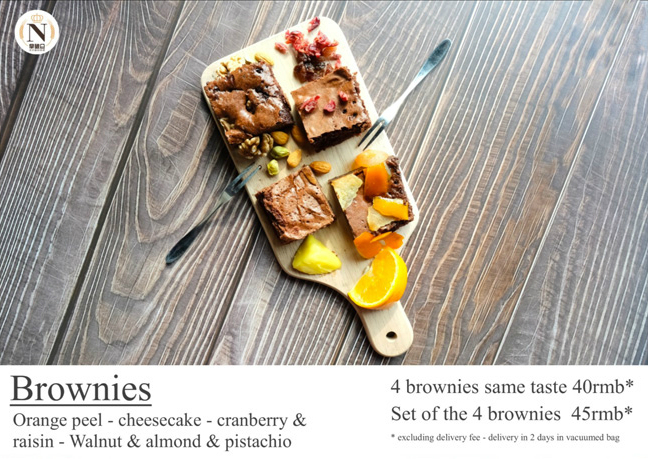 N
Brownies
Orange peel - cheesecake - cranberry &
raisin - Walnut & almond & pistachio
4 brownies same taste 40rmb*
Set of the 4 brownies 45rmb*
* excluding delivery fee - delivery in 2 days in vacuumed bag